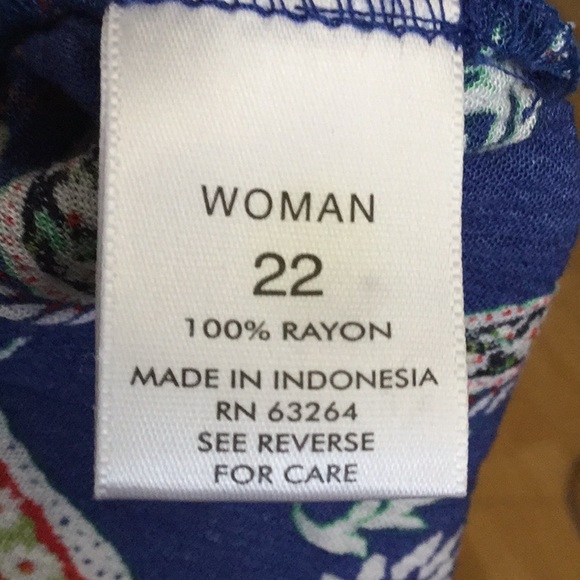 WOMAN
22
100% RAYON
MADE IN INDONESIA
RN 63264
SEE REVERSE
FOR CARE